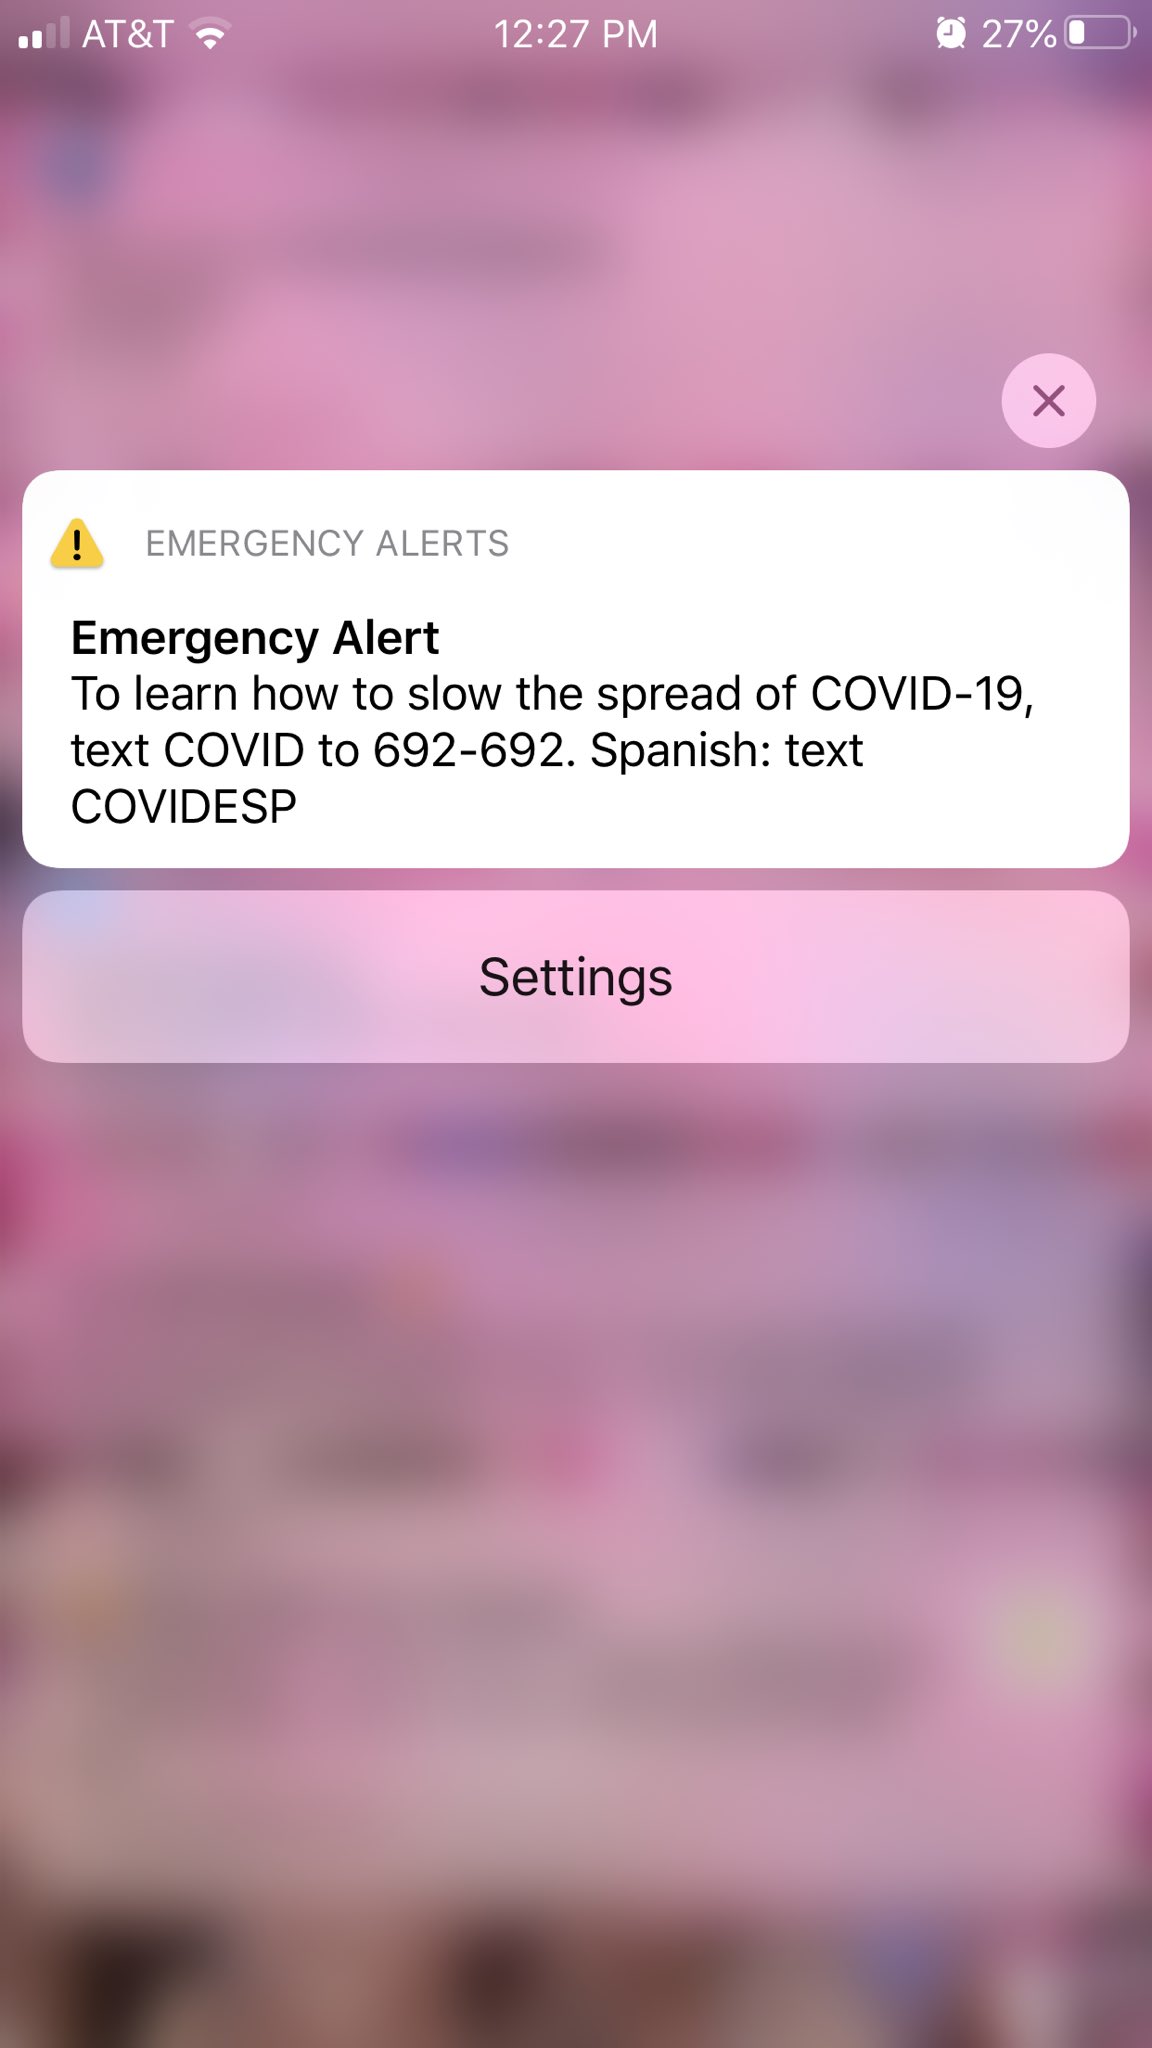 AT&T 12:27 PM 27%
EMERGENCY ALERTS
Emergency Alert
To learn how to slow the spread of COVID-19,
text COVID to 692-692. Spanish: text
COVIDESP
Settings